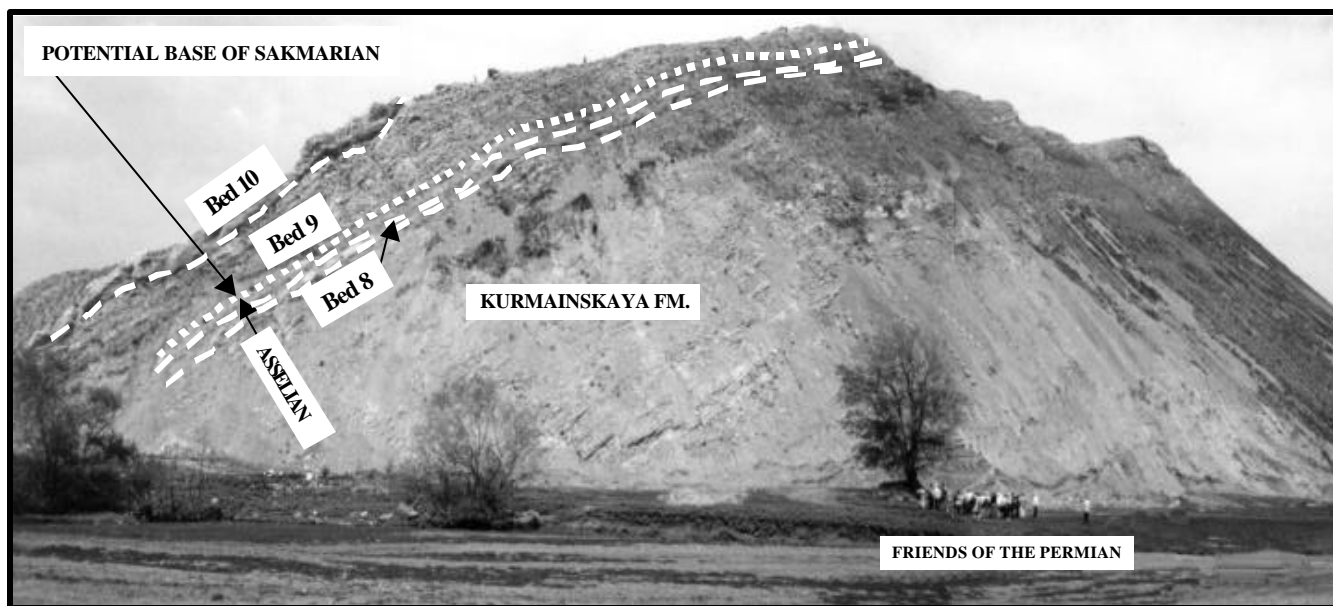 POTENTIAL BASE OF SAKMARIAN
Bed 10
Bed 9
Bed 8
KURMAINSKAYA FM.
ASSELIAN
FRIENDS OF THE PERMIAN